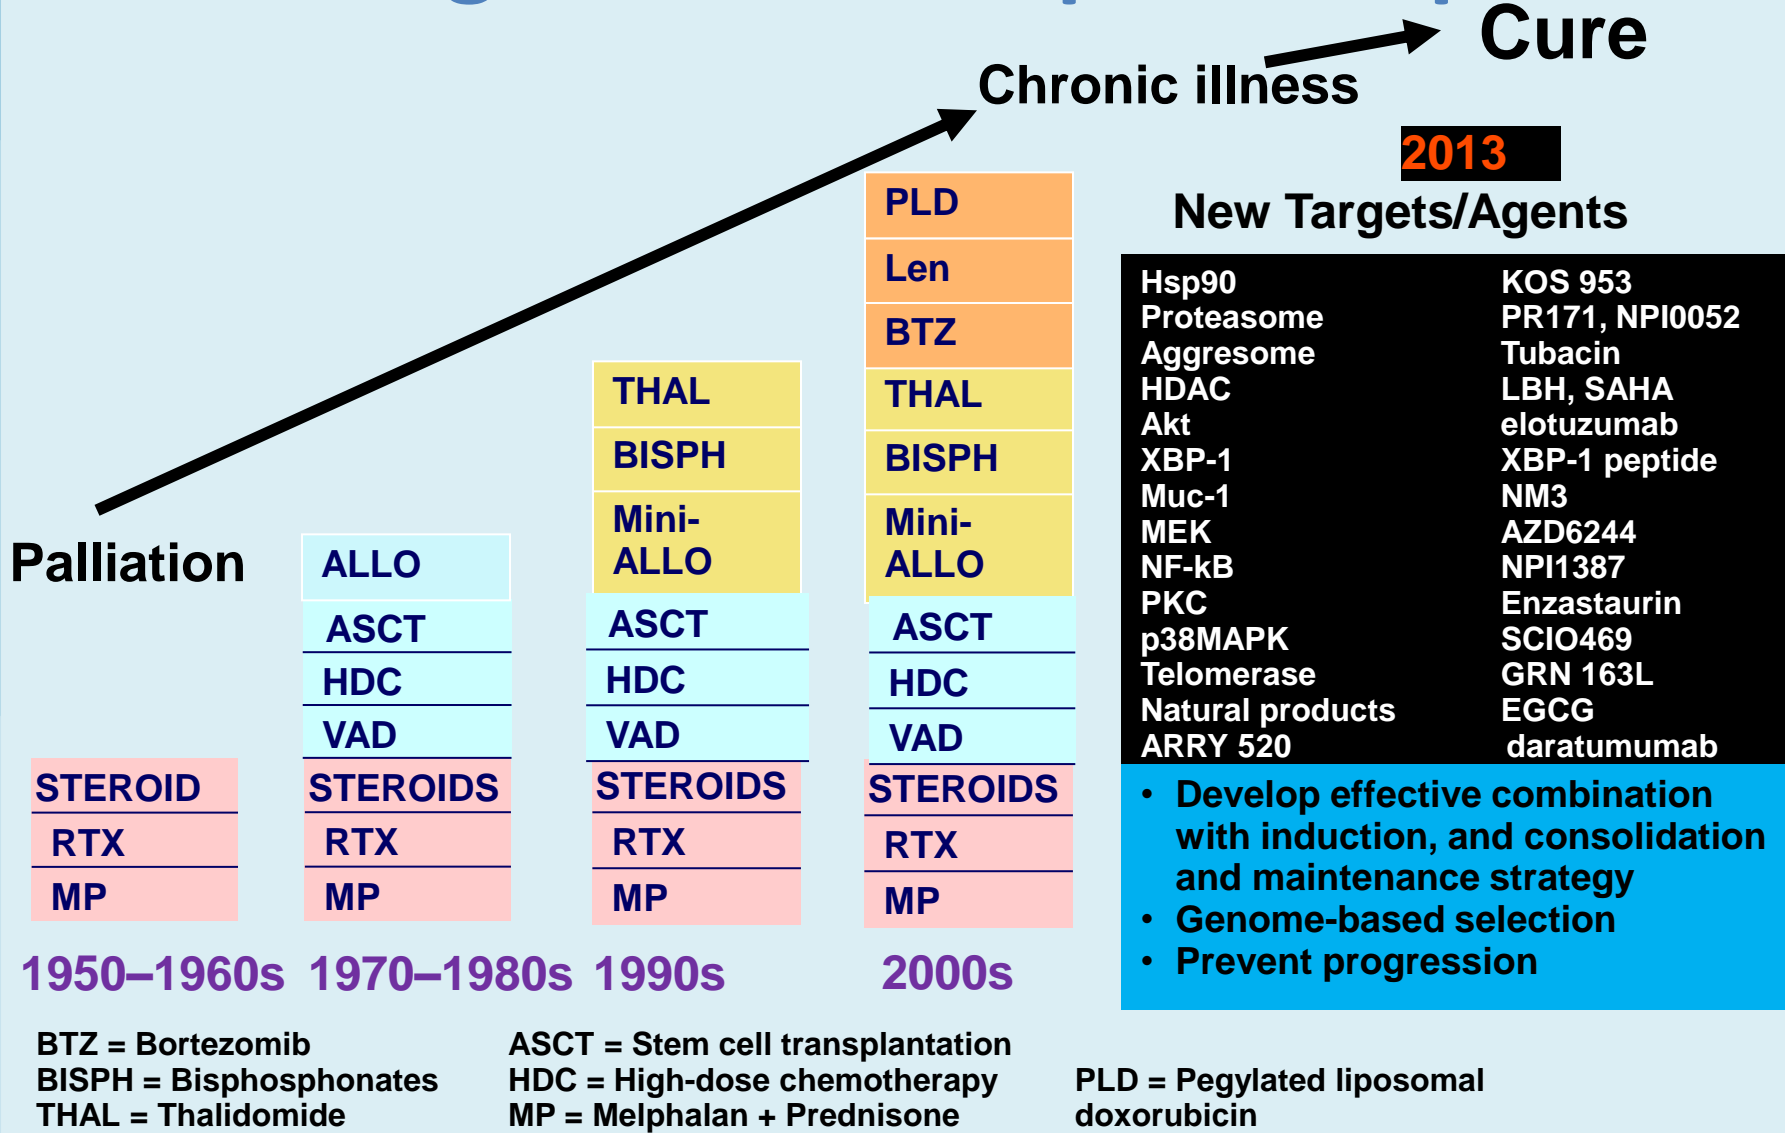 Cure
Chronic illness
Palliation
2013
New Targets/Agents
Hsp90 KOS 953
Proteasome PR171, NPI0052
Aggresome Tubacin
HDAC LBH, SAHA
Akt elotuzumab
XBP-1 XBP-1 peptide
Muc-1 NM3
MEK AZD6244
NF-kB NPI1387
PKC Enzastaurin
p38MAPK SCIO469
Telomerase GRN 163L
Natural products EGCG
ARRY 520 daratumumab
• Develop effective combination
with induction, and consolidation
and maintenance strategy
• Genome-based selection
• Prevent progression
STEROID
RTX
MP
1950–1960s
ALLO
ASCT
HDC
VAD
STEROIDS
RTX
MP
1970–1980s
THAL
BISPH
Mini-
ALLO
ASCT
HDC
VAD
STEROIDS
RTX
MP
1990s
PLD
Len
BTZ
THAL
BISPH
Mini-
ALLO
ASCT
HDC
VAD
STEROIDS
RTX
MP
2000s
BTZ = Bortezomib
BISPH = Bisphosphonates
THAL = Thalidomide
ASCT = Stem cell transplantation
HDC = High-dose chemotherapy
MP = Melphalan + Prednisone
PLD = Pegylated liposomal
doxorubicin